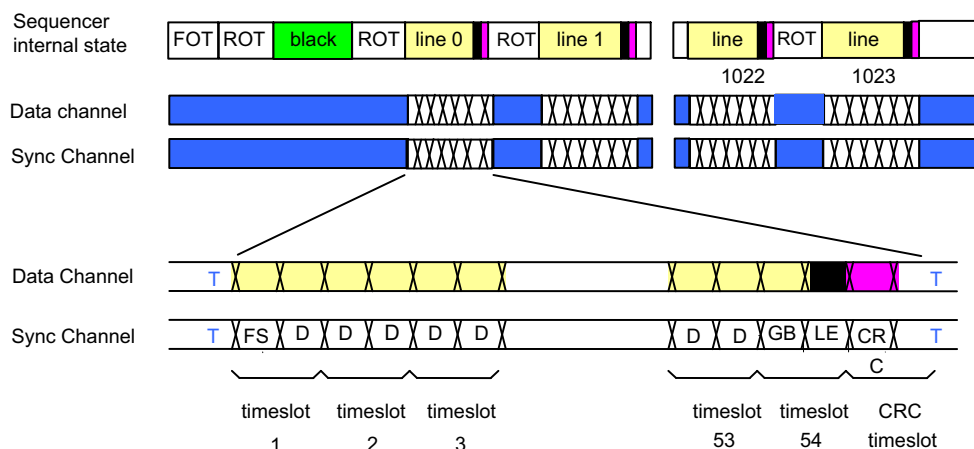 Sequencer
internal state
FOT ROT black ROT line 0 ROT line 1 line ROT line
1022 1023
Data channel
Sync Channel
Data Channel T T
Sync Channel T FS D D D D D D D GB LE CR T
C
timeslot timeslot timeslot timeslot timeslot CRC
1 2 3 53 54 timeslot